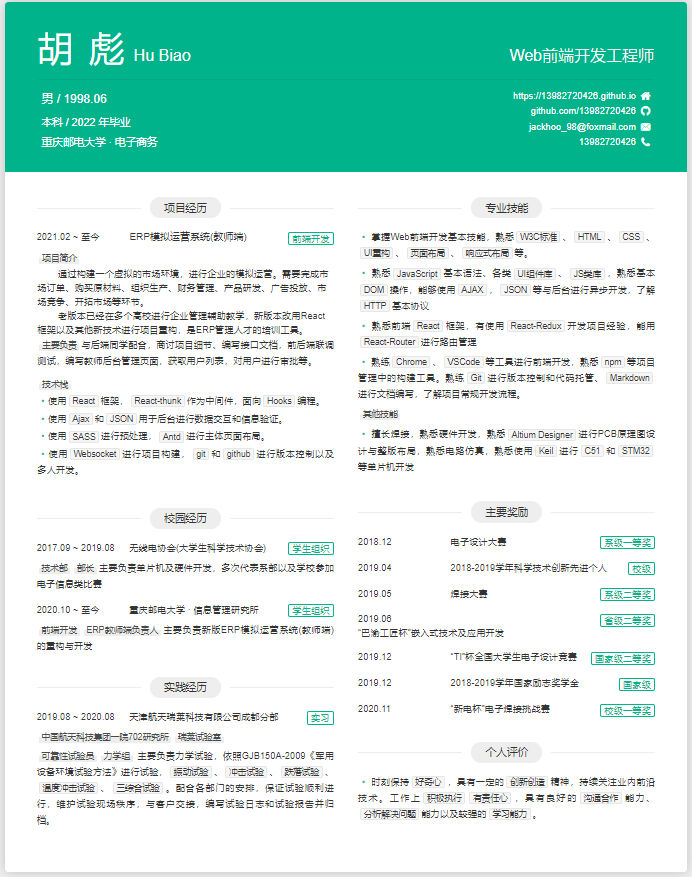 胡 彪 Hu Biao
Web前端开发工程师
男 / 1998.06
本科 / 2022 年毕业
重庆邮电大学 · 电子商务
https://13982720426.github.io
github.com/13982720426
jackhoo_98@foxmail.com
13982720426
项目经历
2021.02 ~ 至今 ERP模拟运营系统(教师端) 前端开发
项目简介
通过构建一个虚拟的市场环境，进行企业的模拟运营。需要完成市
场订单、购买原材料、组织生产、财务管理、产品研发、广告投放、市
场竞争、开拓市场等环节。
老版本已经在多个高校进行企业管理辅助教学，新版本改用React
框架以及其他新技术进行项目重构，是ERP管理人才的培训工具。
主要负责 与后端同学配合，商讨项目细节、编写接口文档，前后端联调
测试，编写教师后台管理页面，获取用户列表，对用户进行审批等。
技术栈
• 使用 React 框架， React-thunk 作为中间件，面向 Hooks 编程。
• 使用 Ajax 和 JSON 用于后台进行数据交互和信息验证。
• 使用 SASS 进行预处理， Antd 进行主体页面布局。
• 使用 Websocket 进行项目构建， git 和 github 进行版本控制以及
多人开发。
校园经历
2017.09 ~ 2019.08 无线电协会(大学生科学技术协会) 学生组织
技术部 部长 主要负责单片机及硬件开发，多次代表系部以及学校参加
电子信息类比赛
2020.10 ~ 至今 重庆邮电大学 · 信息管理研究所 学生组织
前端开发 ERP教师端负责人 主要负责新版ERP模拟运营系统(教师端)
的重构与开发
实践经历
2019.08 ~ 2020.08 天津航天瑞莱科技有限公司成都分部 实习
中国航天科技集团一院702研究所 瑞莱试验室
可靠性试验员 力学组 主要负责力学试验，依照GJB150A-2009《军用
设备环境试验方法》进行试验， 振动试验 、 冲击试验 、 跌落试验 、
温度冲击试验 、 三综合试验 。配合各部门的安排，保证试验顺利进
行，维护试验现场秩序，与客户交接，编写试验日志和试验报告并归
档。
专业技能
• 掌握Web前端开发基本技能，熟悉 W3C标准 、 HTML 、 CSS 、
UI重构 、 页面布局 、 响应式布局 等。
• 熟悉 JavaScript 基本语法、各类 UI组件库 、 JS类库 ，熟悉基本
DOM 操作，能够使用 AJAX ， JSON 等与后台进行异步开发，了解
HTTP 基本协议
• 熟悉前端 React 框架，有使用 React-Redux 开发项目经验，能用
React-Router 进行路由管理
• 熟练 Chrome 、 VSCode 等工具进行前端开发，熟悉 npm 等项目
管理中的构建工具。熟练 Git 进行版本控制和代码托管、 Markdown
进行文档编写，了解项目常规开发流程。
其他技能
• 擅长焊接，熟悉硬件开发，熟悉 Altium Designer 进行PCB原理图设
计与整版布局，熟悉电路仿真，熟悉使用 Keil 进行 C51 和 STM32
等单片机开发
主要奖励
2018.12 电子设计大赛 系级一等奖
2019.04 2018-2019学年科学技术创新先进个人 校级
2019.05 焊接大赛 系级二等奖
2019.06 省级二等奖
“巴渝工匠杯”嵌入式技术及应用开发
2019.12 “TI”杯全国大学生电子设计竞赛 国家级二等奖
2019.12 2018-2019学年国家励志奖学金 国家级
2020.11 “新电杯”电子焊接挑战赛 校级一等奖
个人评价
• 时刻保持 好奇心 ，具有一定的 创新创造 精神，持续关注业内前沿
技术。工作上 积极执行 有责任心 ，具有良好的 沟通合作 能力、
分析解决问题 能力以及较强的 学习能力 。